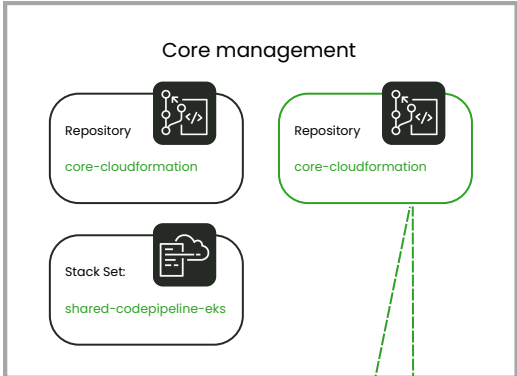 Core management
Repository
core-cloudformation
Repository
core-cloudformation
Stack Set:
shared-codepipeline-eks